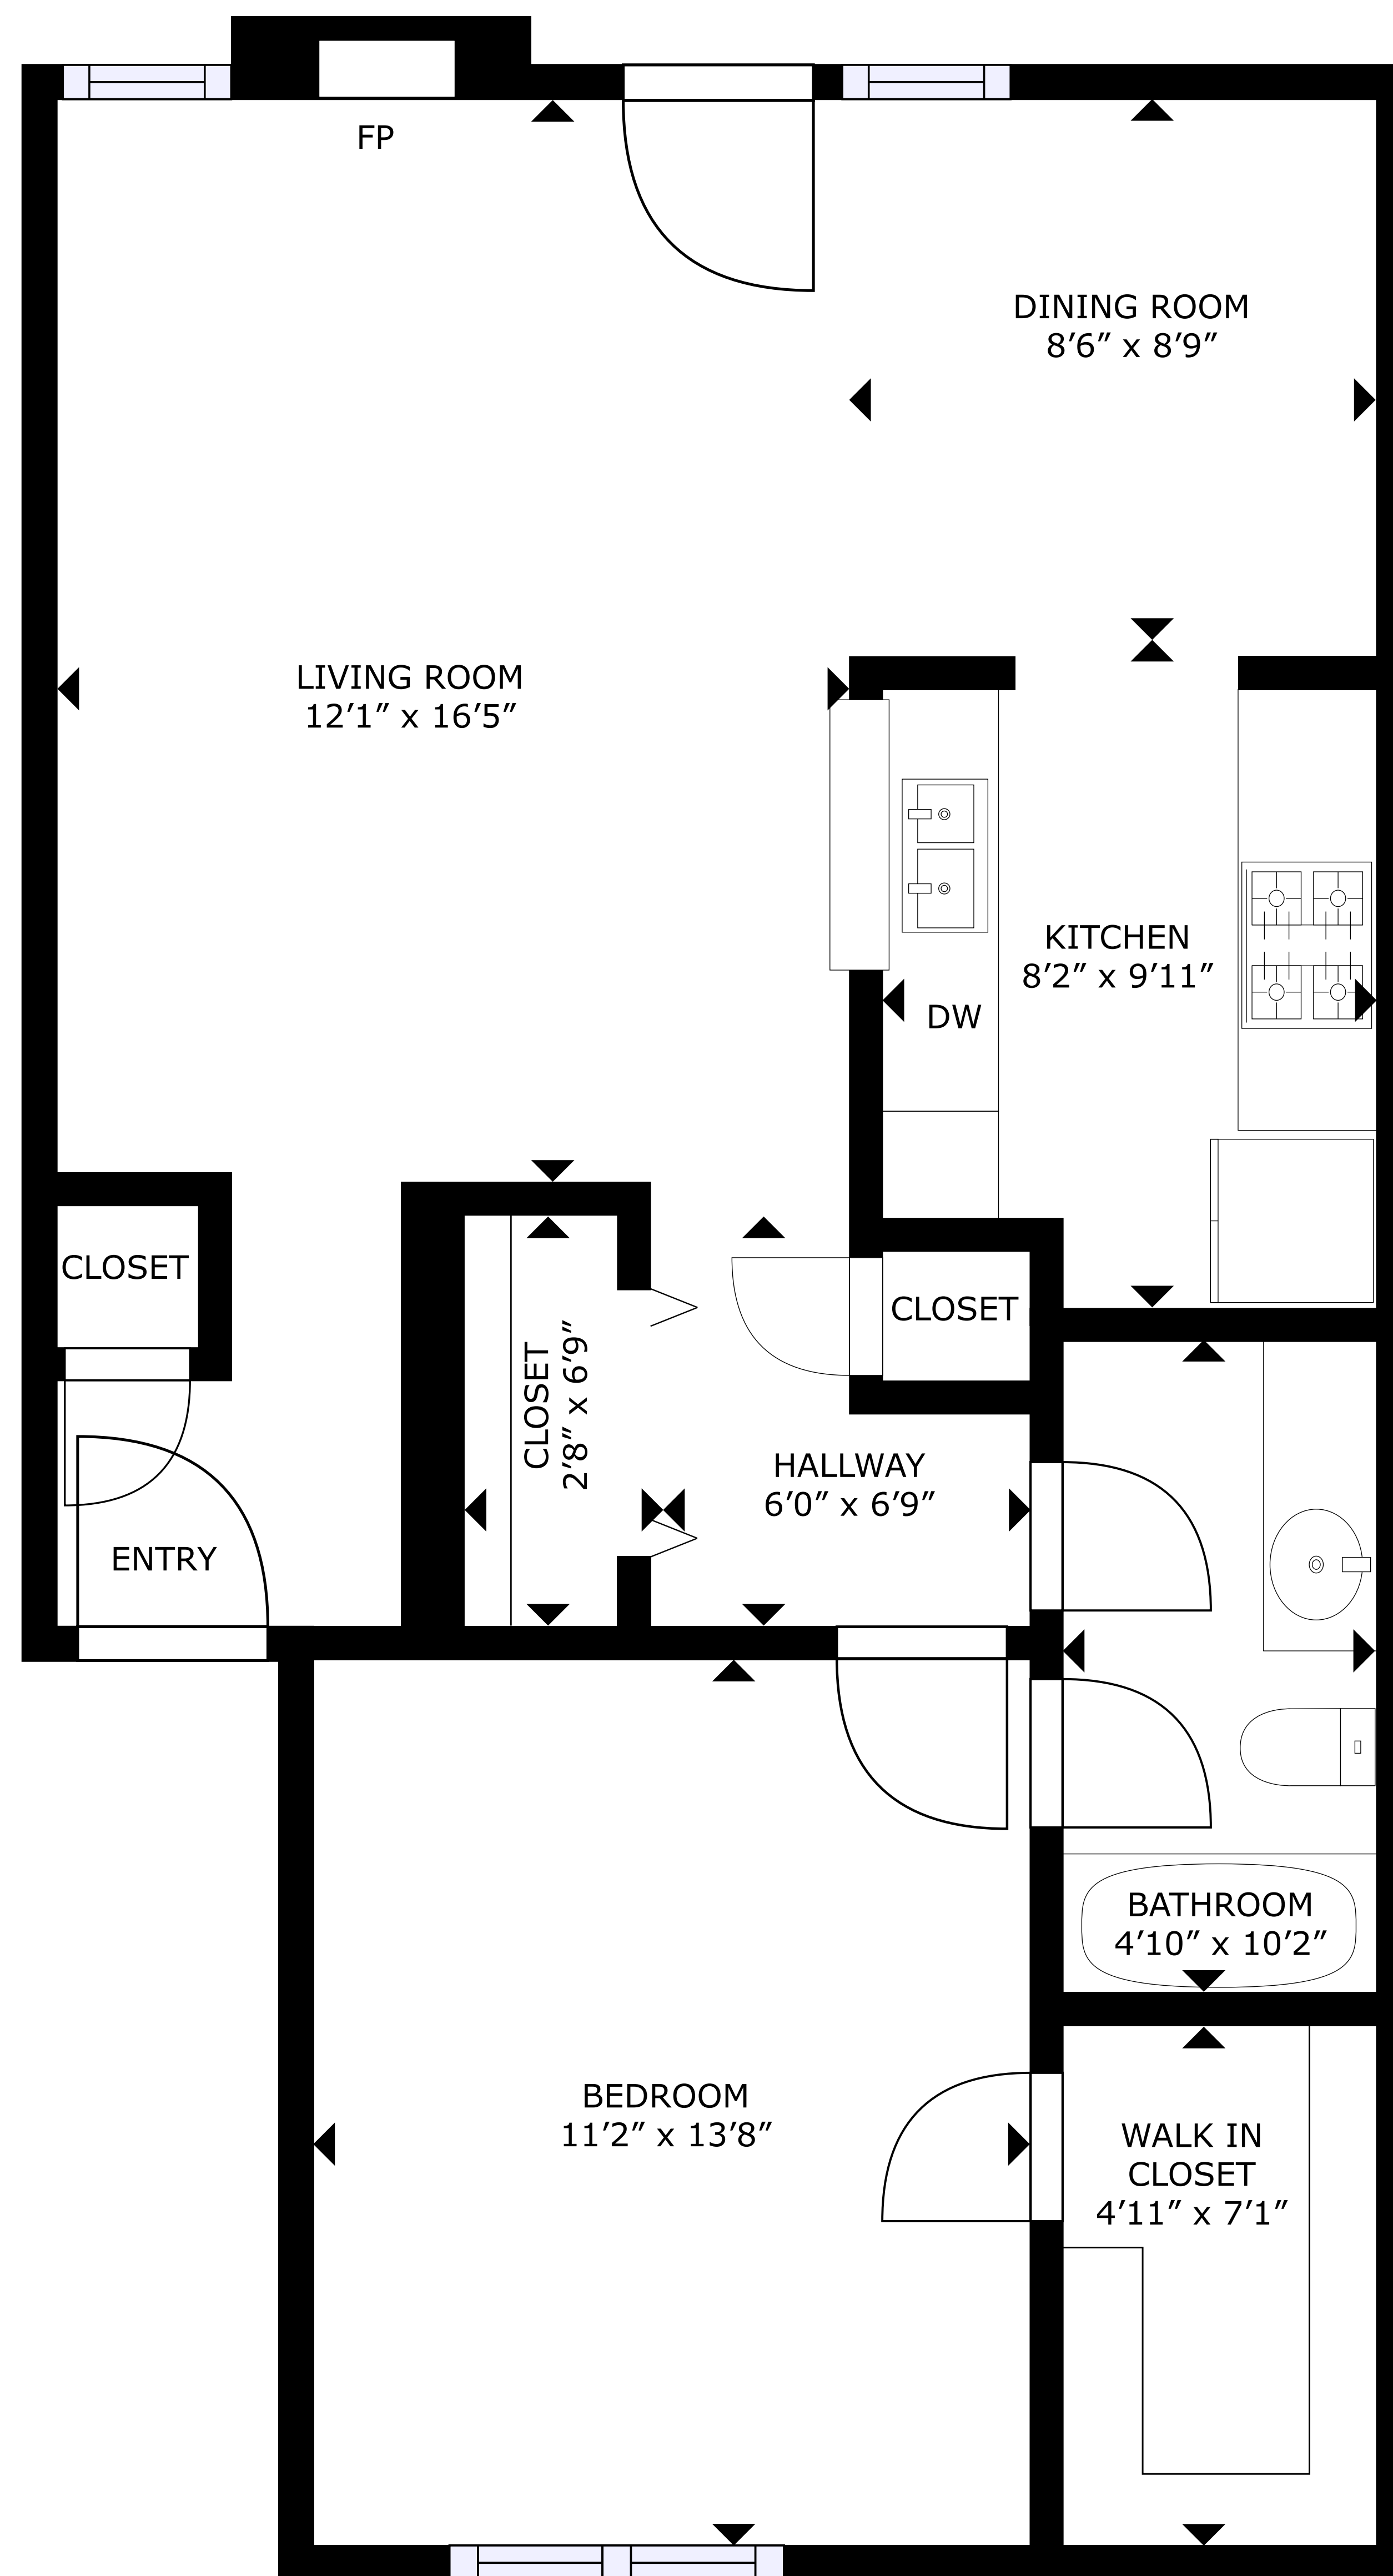 FP
DINING ROOM
8′6″ x 8′9″
LIVING ROOM
12′1″ x 16′5″
KITCHEN
8′2″ x 9′11″
DW
CLOSET
CLOSET
CLOSET
2′8″ x 6′9″
HALLWAY
6′0″ x 6′9″
ENTRY
BATHROOM
4′10″ x 10′2″
BEDROOM
11′2″ x 13′8″
WALK IN
CLOSET
4′11″ x 7′1″